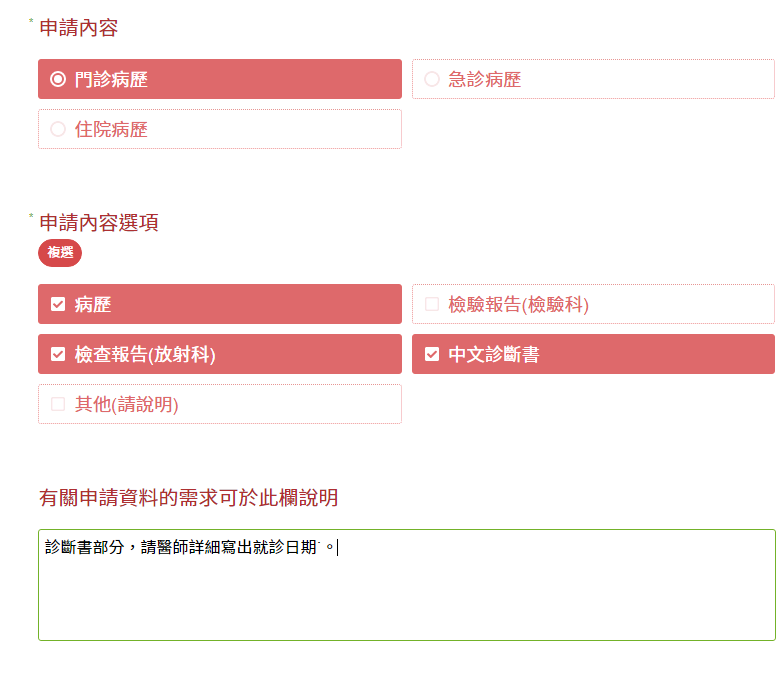 * 申請內容
門診病歷
急診病歷
住院病歷
* 申請內容選項
複選
病歷
檢驗報告(檢驗科)
檢查報告(放射科)
中文診斷書
其他(請說明)
有關申請資料的需求可於此欄說明
診斷書部分，請醫師詳細寫出就診日期˙。